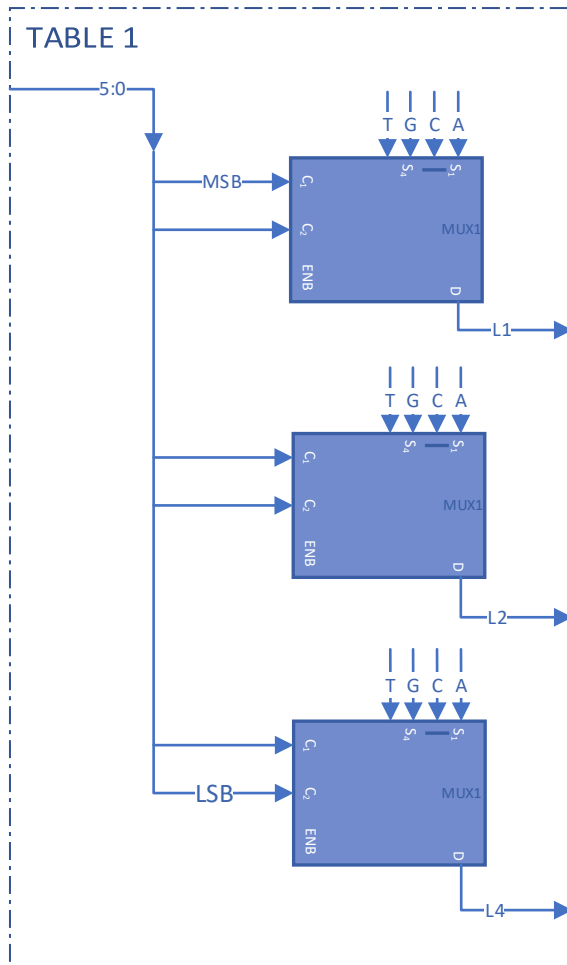 TABLE 1
5:0
T G C A
MSB
C₁
S₄
S₁
C₂
MUX1
ENB
D
L1
T G C A
C₁
S₄
S₁
C₂
MUX1
ENB
D
L2
T G C A
C₁
S₄
S₁
LSB
C₂
MUX1
ENB
D
L4